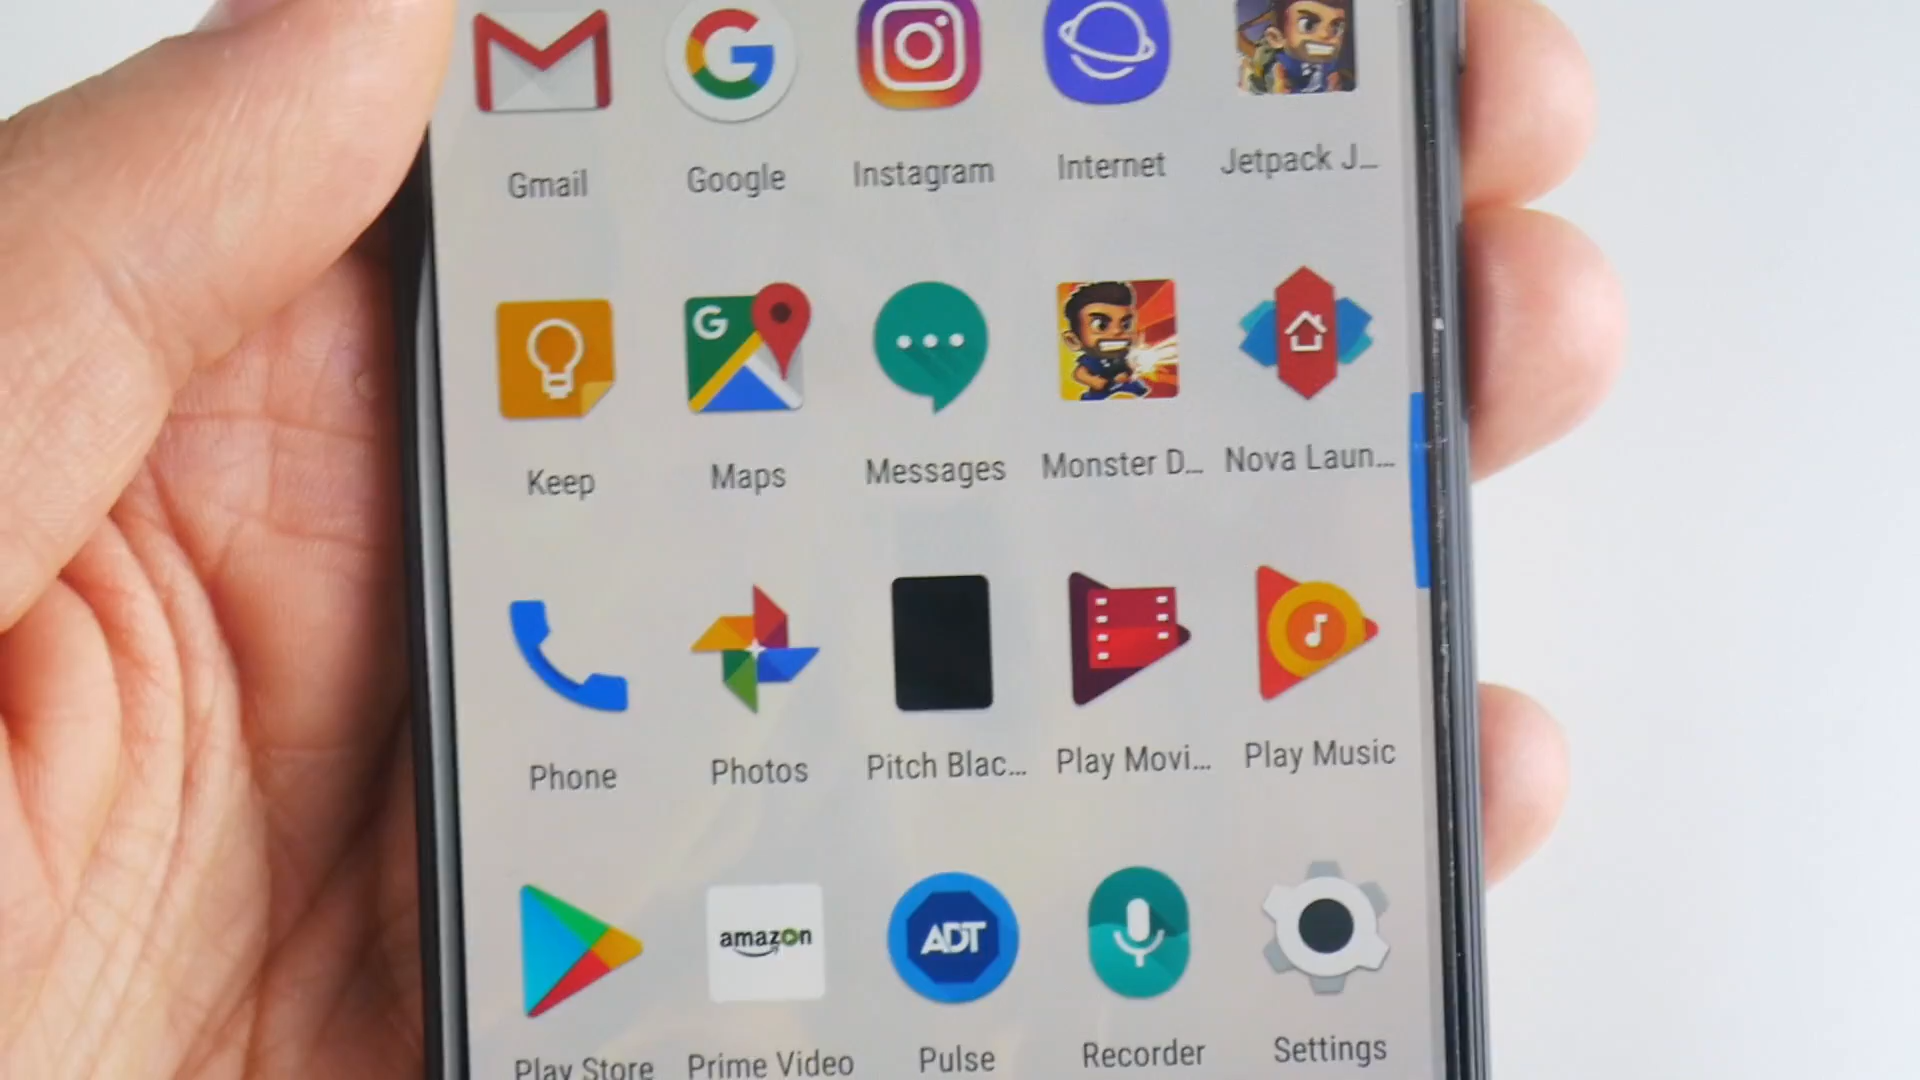 Gmail Google Instagram Internet Jetpack J...
G
Keep Maps Messages Monster D... Nova Laun...
Phone Photos Pitch Blac... Play Movi... Play Music
amazon ADT
Play Store Prime Video Pulse Recorder Settings